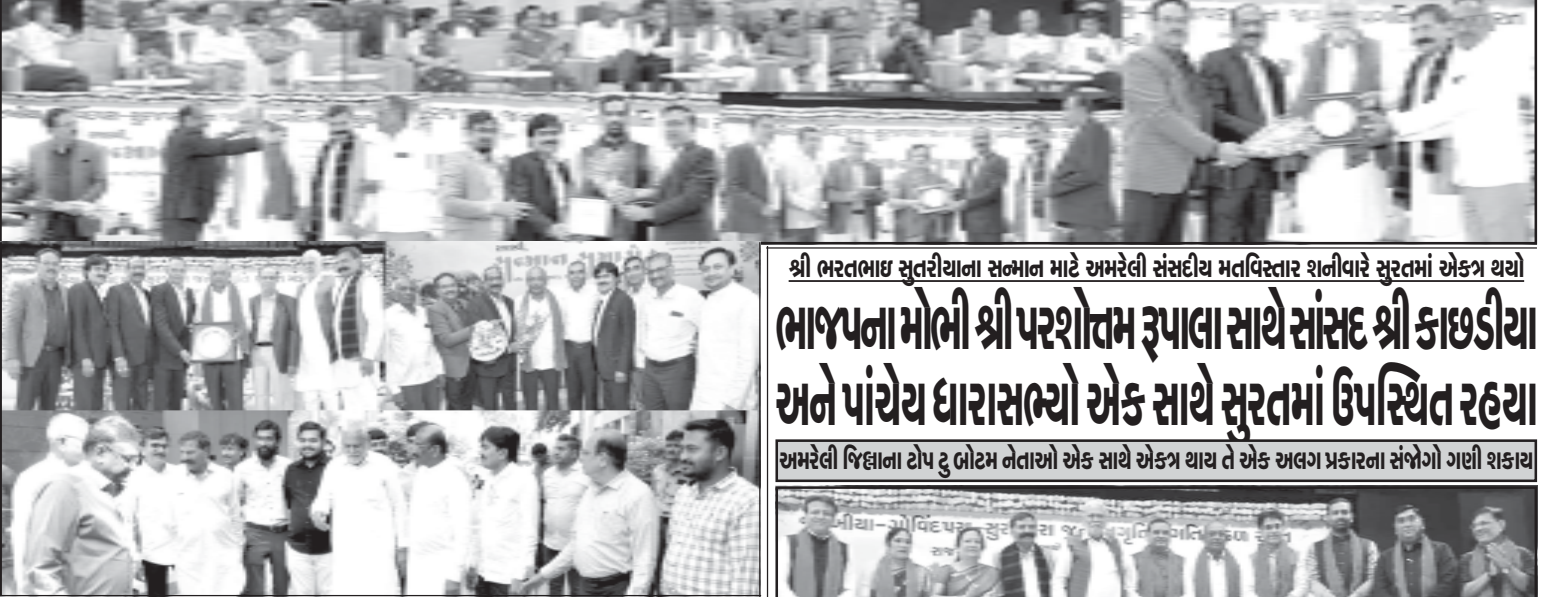 શ્રી ભરતભાઇ સુતરીયાના સન્માન માટે અમરેલી સંસદીય મતવિસ્તાર શનીવારે સુરતમાં એકત્ર થયો
ભાજપના મોભી શ્રી પરશોત્તમ રૂપાલા સાથે સાંસદ શ્રી કાછડીયા
અને પાંચેય ધારાસભ્યો એક સાથે સુરતમાં ઉપસ્થિત રહયા
અમરેલી જિલ્લાના ટોપ ટુ બોટમ નેતાઓ એક સાથે એકત્ર થાય તે એક અલગ પ્રકારના સંજોગો ગણી શકાય